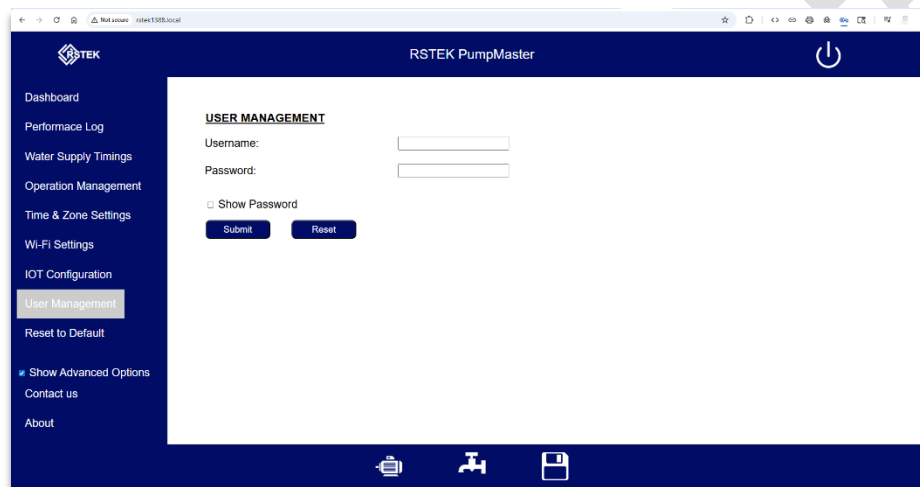 Not secure rstek1388.local
RSTEK
RSTEK PumpMaster
Dashboard
Performace Log
Water Supply Timings
Operation Management
Time & Zone Settings
Wi-Fi Settings
IOT Configuration
User Management
Reset to Default
Show Advanced Options
Contact us
About
USER MANAGEMENT
Username:
Password:
Show Password
Submit Reset